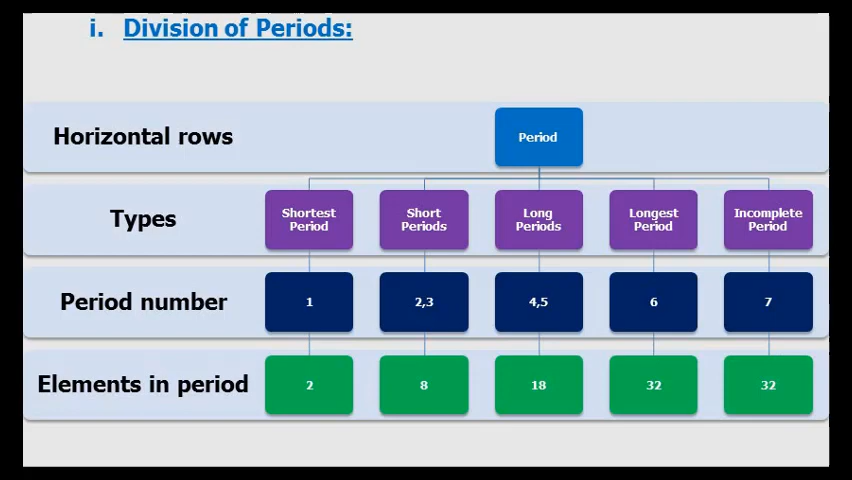 i. Division of Periods:
Horizontal rows
Period
Types
Shortest
Period
Short
Periods
Long
Periods
Longest
Period
Incomplete
Period
Period number
1
2,3
4,5
6
7
Elements in period
2
8
18
32
32